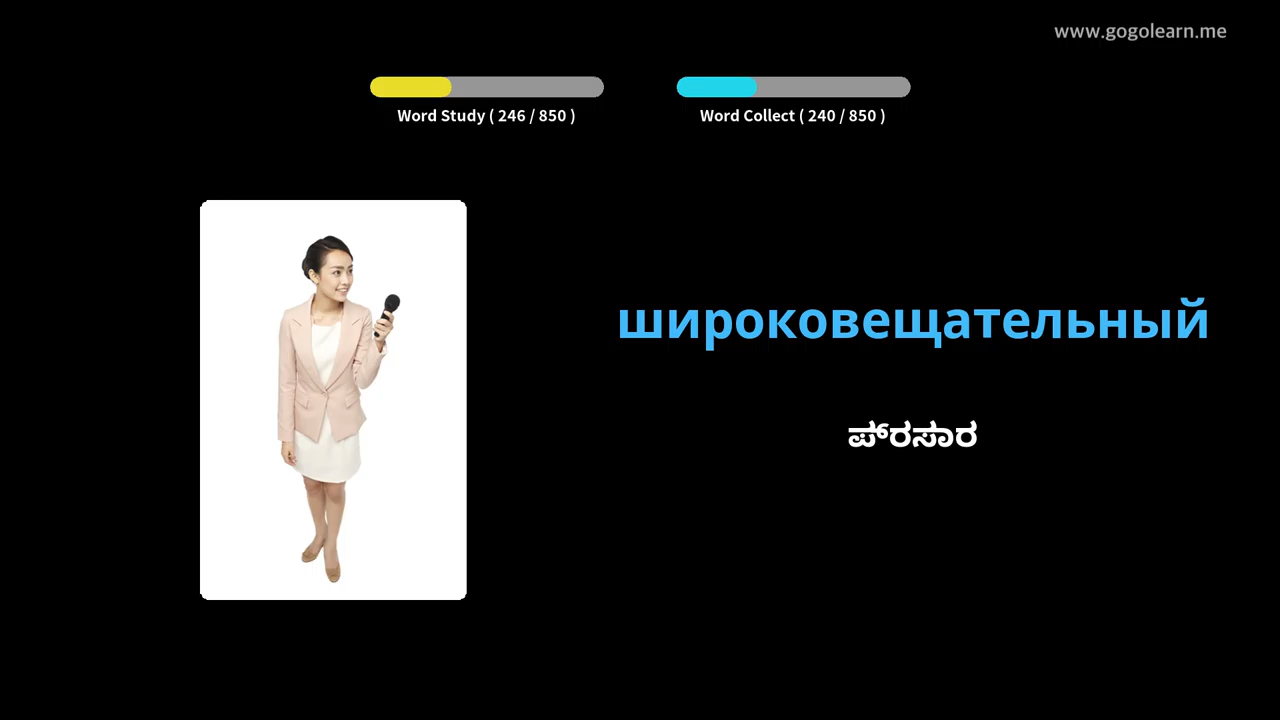 www.gogolearn.me
Word Study ( 246 / 850 )
Word Collect ( 240 / 850 )
широковещательный
ಪ್ರಸಾರ